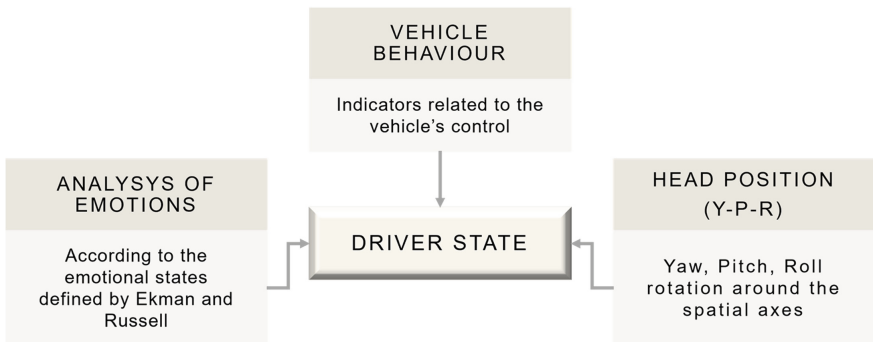 VEHICLE
BEHAVIOUR
Indicators related to the
vehicle's control
ANALYSYS OF
EMOTIONS
According to the
emotional states
defined by Ekman and
Russell
DRIVER STATE
HEAD POSITION
(Y-P-R)
Yaw, Pitch, Roll
rotation around the
spatial axes